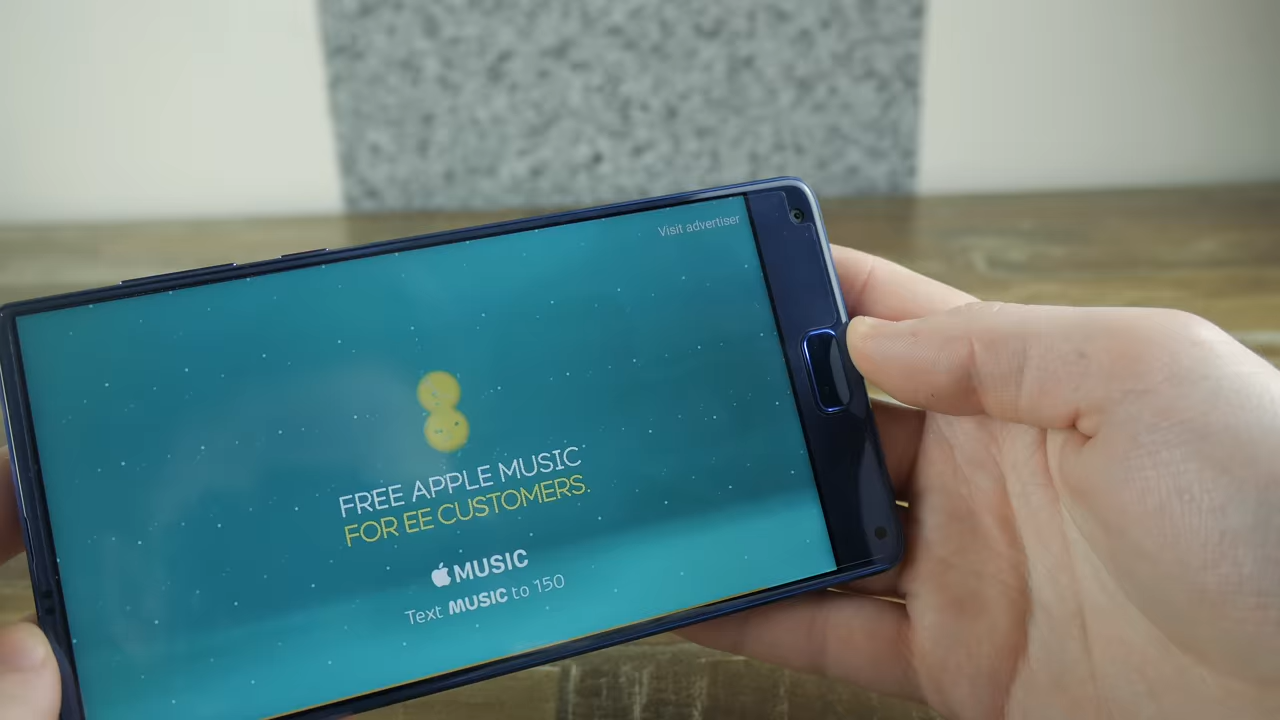 Visit advertiser
FREE APPLE MUSIC
FOR EE CUSTOMERS.
MUSIC
Text MUSIC to 150